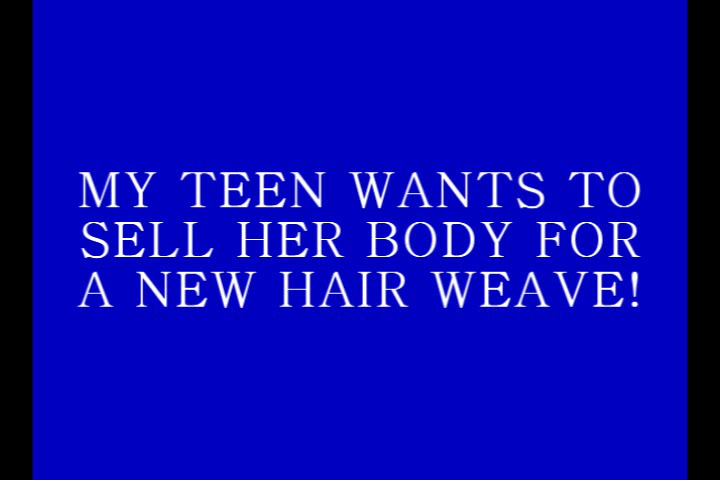 MY TEEN WANTS TO
SELL HER BODY FOR
A NEW HAIR WEAVE!